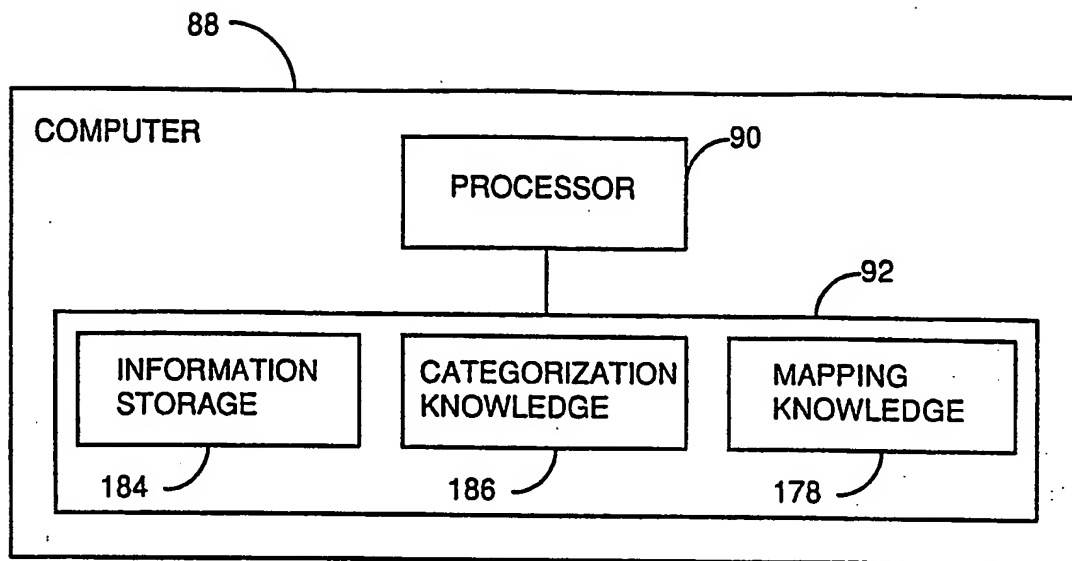 88
COMPUTER
90
PROCESSOR
92
INFORMATION
STORAGE
CATEGORIZATION
KNOWLEDGE
MAPPING
KNOWLEDGE
184
186
178